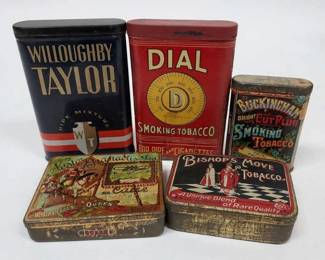 WILLOUGHBY
TAYLOR
MIXTURE
W T
DIAL
D
SMOKING TOBACCO
FOR PIPE AND CIGARETTES
BUCKINGHAM
BRIGHT CUT PLUG
SMOKING
TOBACCO
QUEEN
BISHOP'S MOVE
TOBACCO
A Unique Blend
of Rare Quality